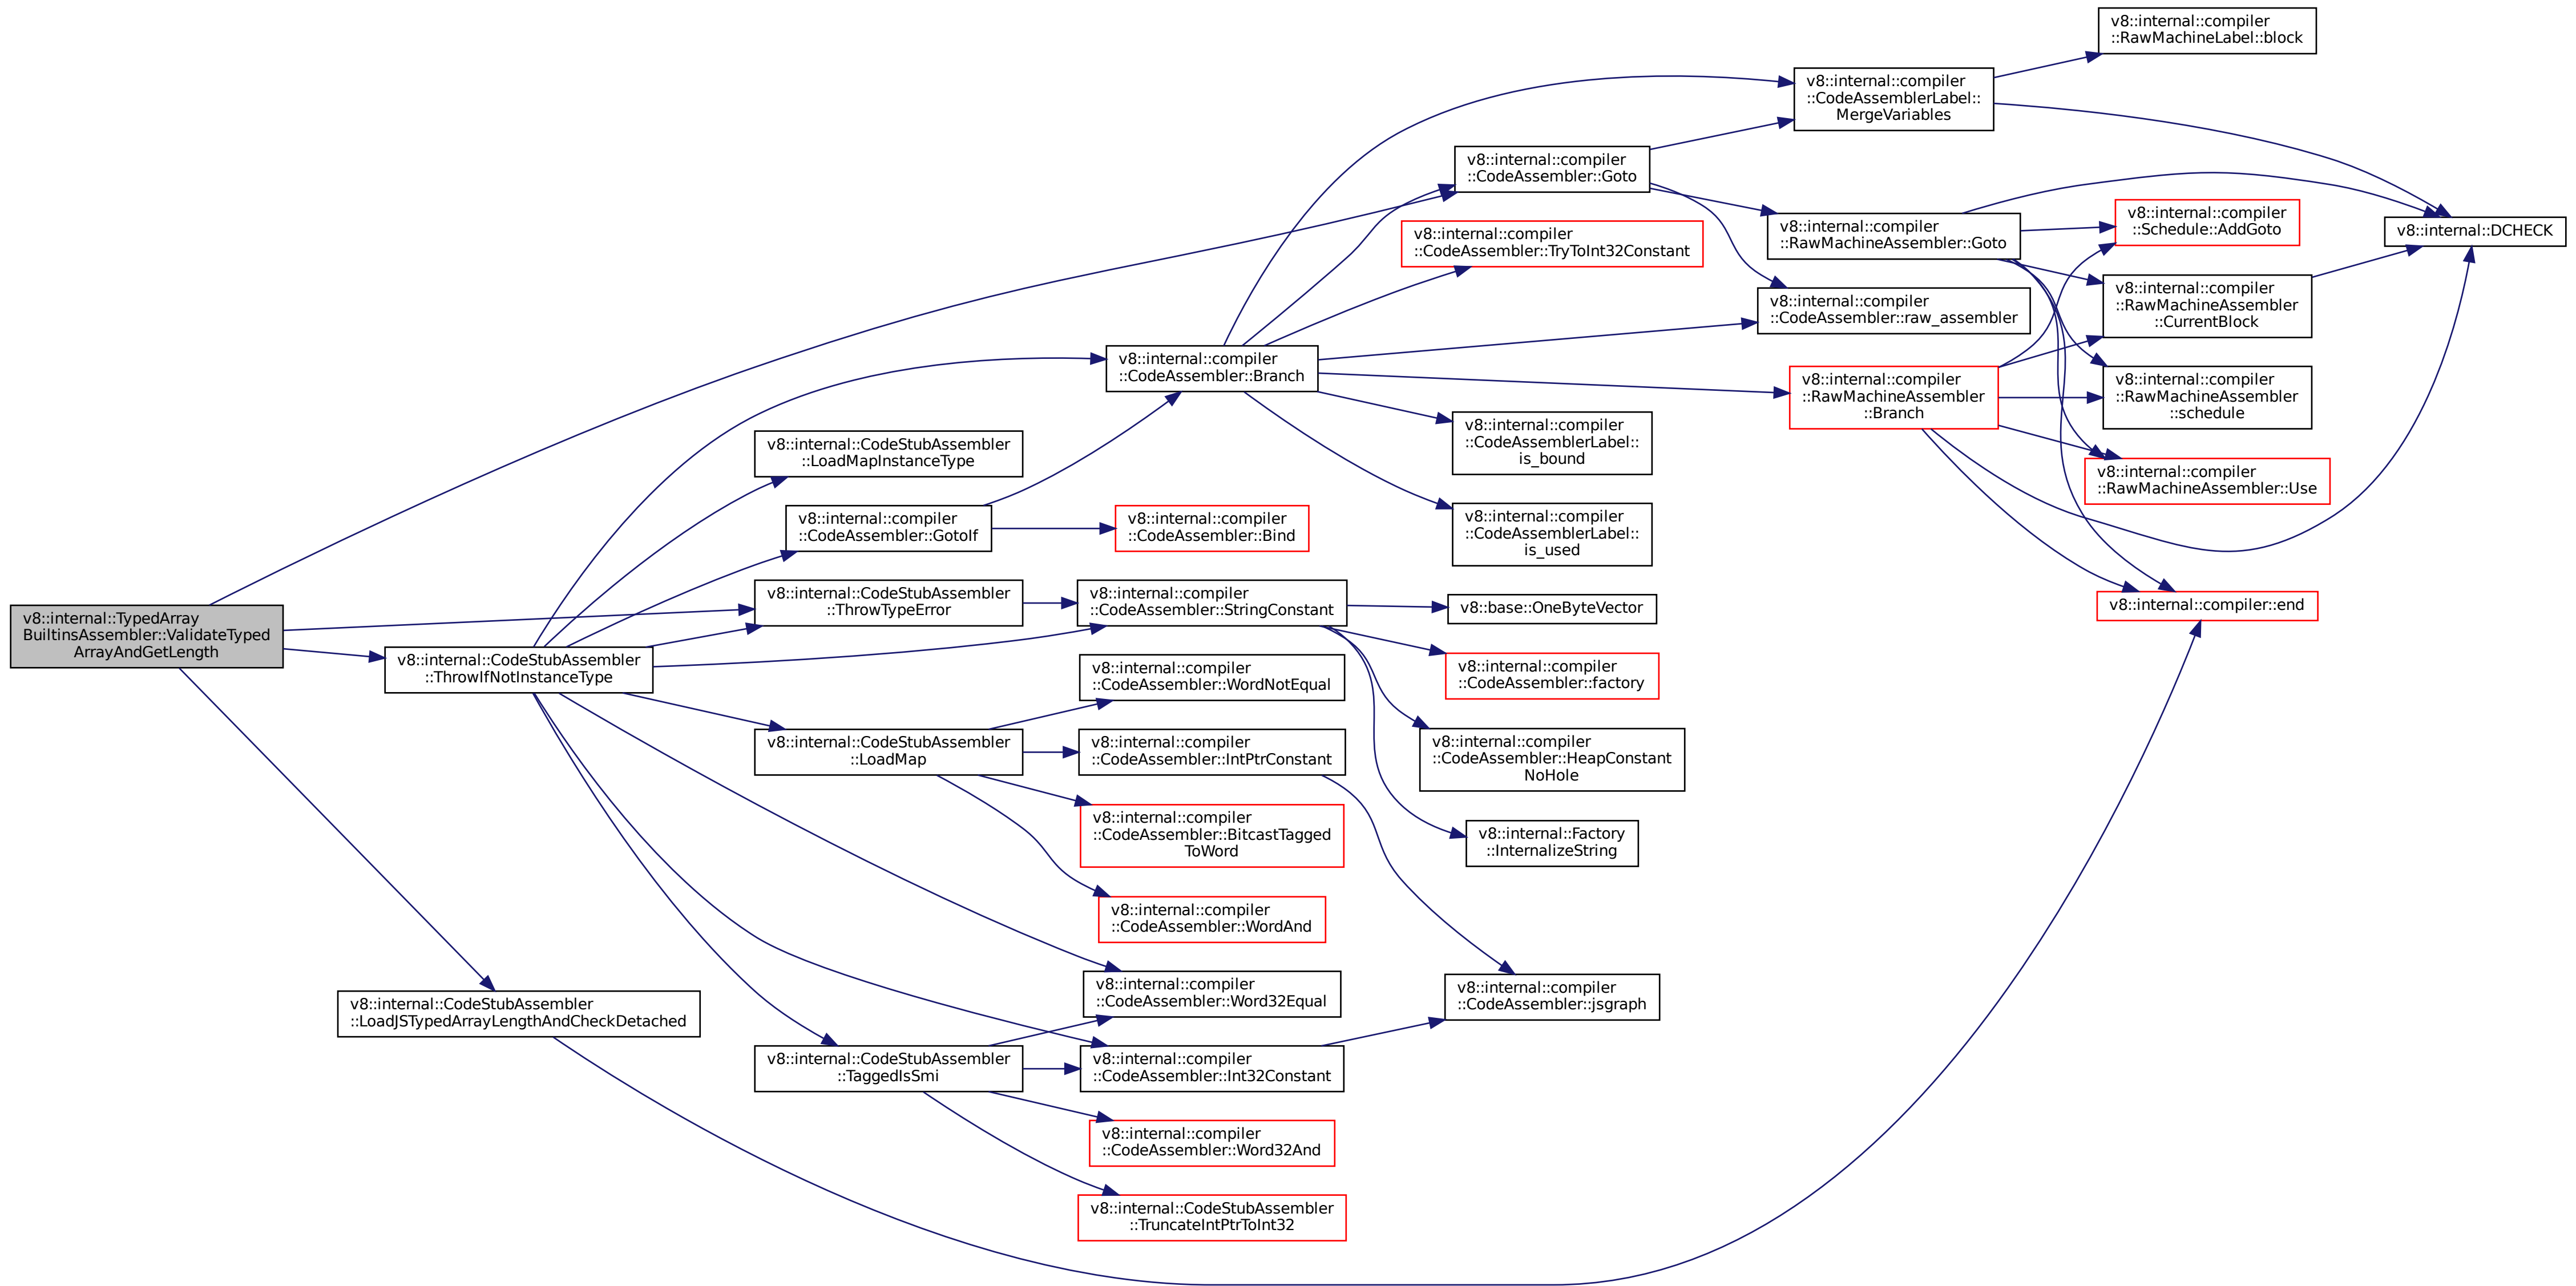 v8::internal::TypedArray
BuiltinsAssembler::ValidateTyped
ArrayAndGetLength
v8::internal::CodeStubAssembler
::ThrowIfNotInstanceType
v8::internal::CodeStubAssembler
::LoadJSTypedArrayLengthAndCheckDetached
v8::internal::CodeStubAssembler
::LoadMapInstanceType
v8::internal::compiler
::CodeAssembler::GotoIf
v8::internal::CodeStubAssembler
::ThrowTypeError
v8::internal::CodeStubAssembler
::LoadMap
v8::internal::CodeStubAssembler
::TaggedIsSmi
v8::internal::compiler
::CodeAssembler::Branch
v8::internal::compiler
::CodeAssembler::Bind
v8::internal::compiler
::CodeAssembler::StringConstant
v8::internal::compiler
::CodeAssembler::WordNotEqual
v8::internal::compiler
::CodeAssembler::IntPtrConstant
v8::internal::compiler
::CodeAssembler::BitcastTagged
ToWord
v8::internal::compiler
::CodeAssembler::WordAnd
v8::internal::compiler
::CodeAssembler::Word32Equal
v8::internal::compiler
::CodeAssembler::Int32Constant
v8::internal::compiler
::CodeAssembler::Word32And
v8::internal::CodeStubAssembler
::TruncateIntPtrToInt32
v8::internal::compiler
::CodeAssembler::Goto
v8::internal::compiler
::CodeAssembler::TryToInt32Constant
v8::internal::compiler
::CodeAssemblerLabel::
is_bound
v8::internal::compiler
::CodeAssemblerLabel::
is_used
v8::base::OneByteVector
v8::internal::compiler
::CodeAssembler::factory
v8::internal::compiler
::CodeAssembler::HeapConstant
NoHole
v8::internal::Factory
::InternalizeString
v8::internal::compiler
::CodeAssembler::jsgraph
v8::internal::compiler
::CodeAssemblerLabel::
MergeVariables
v8::internal::compiler
::RawMachineAssembler::Goto
v8::internal::compiler
::CodeAssembler::raw_assembler
v8::internal::compiler
::RawMachineAssembler
::Branch
v8::internal::compiler
::RawMachineLabel::block
v8::internal::compiler
::Schedule::AddGoto
v8::internal::compiler
::RawMachineAssembler
::CurrentBlock
v8::internal::compiler
::RawMachineAssembler
::schedule
v8::internal::compiler
::RawMachineAssembler::Use
v8::internal::compiler::end
v8::internal::DCHECK